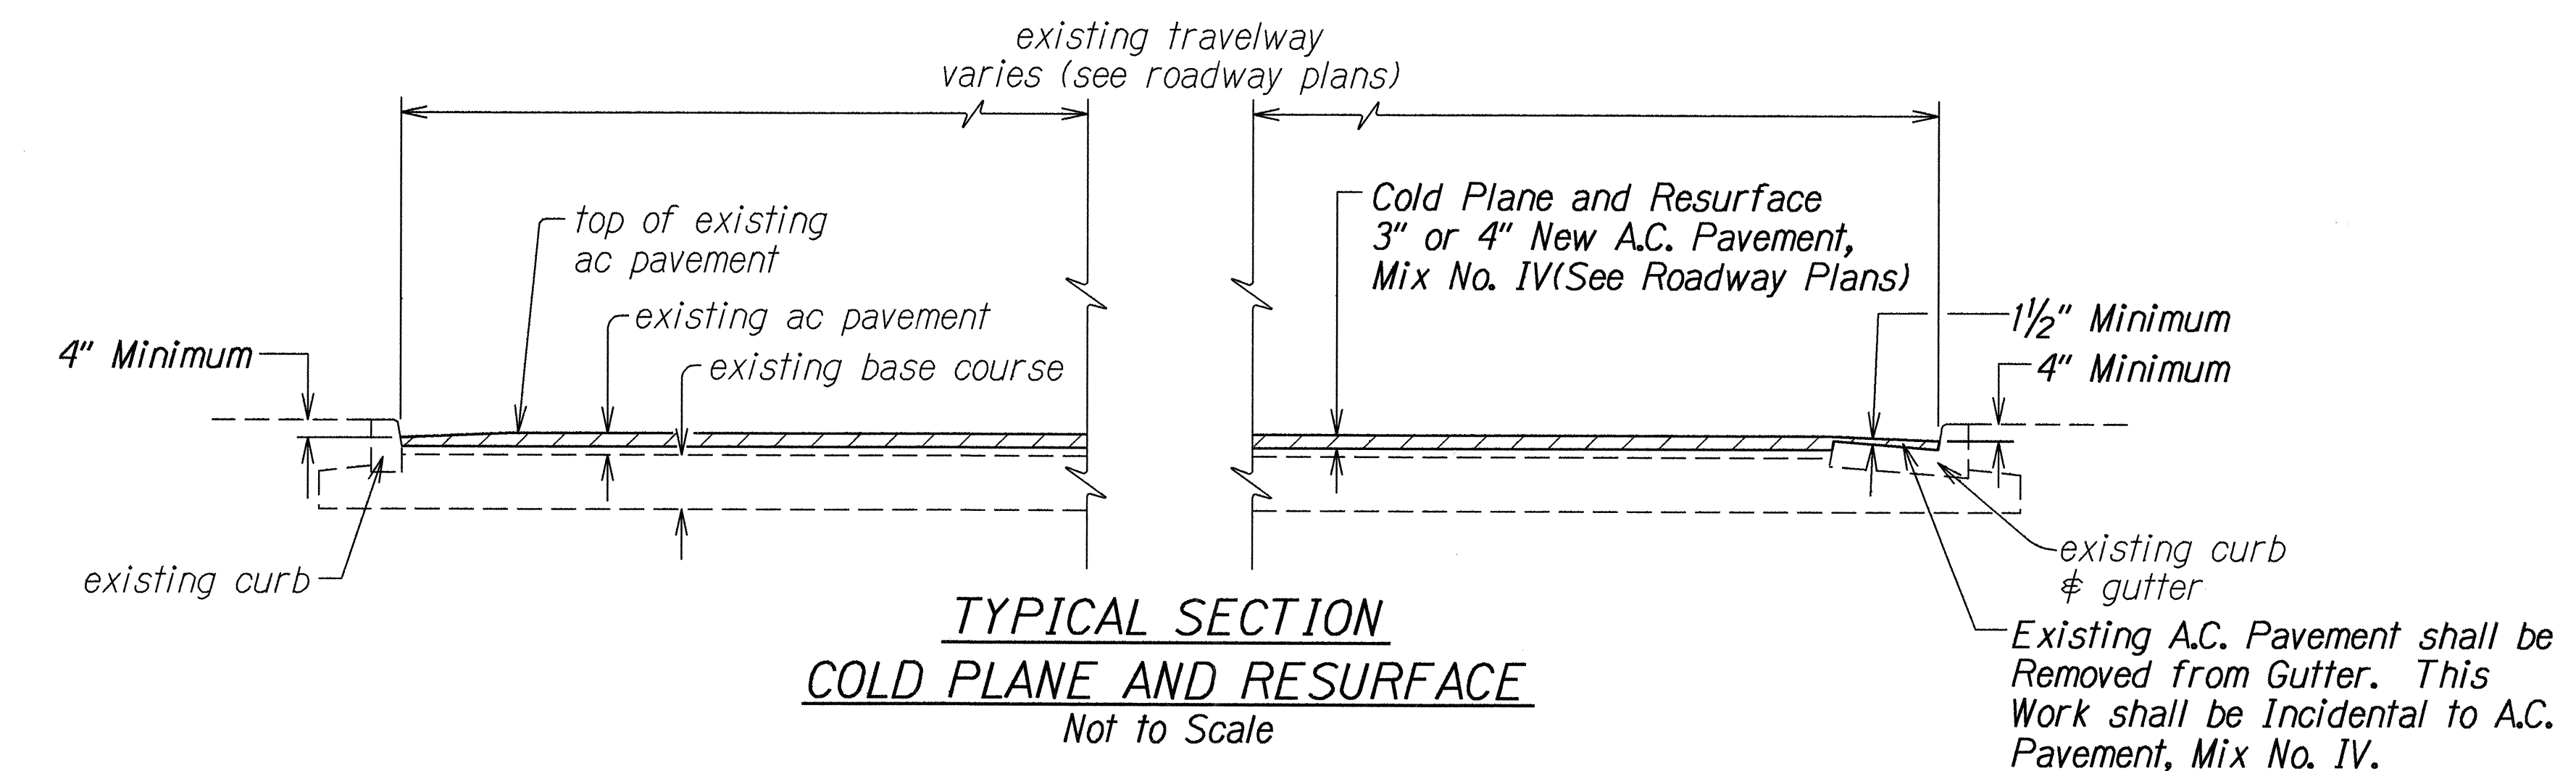 existing travelway
varies (see roadway plans)
top of existing
ac pavement
existing ac pavement
existing base course
4" Minimum
existing curb
Cold Plane and Resurface
3" or 4" New A.C. Pavement,
Mix No. IV(See Roadway Plans)
1½" Minimum
4" Minimum
existing curb
& gutter
Existing A.C. Pavement shall be
Removed from Gutter. This
Work shall be Incidental to A.C.
Pavement, Mix No. IV.
TYPICAL SECTION
COLD PLANE AND RESURFACE
Not to Scale